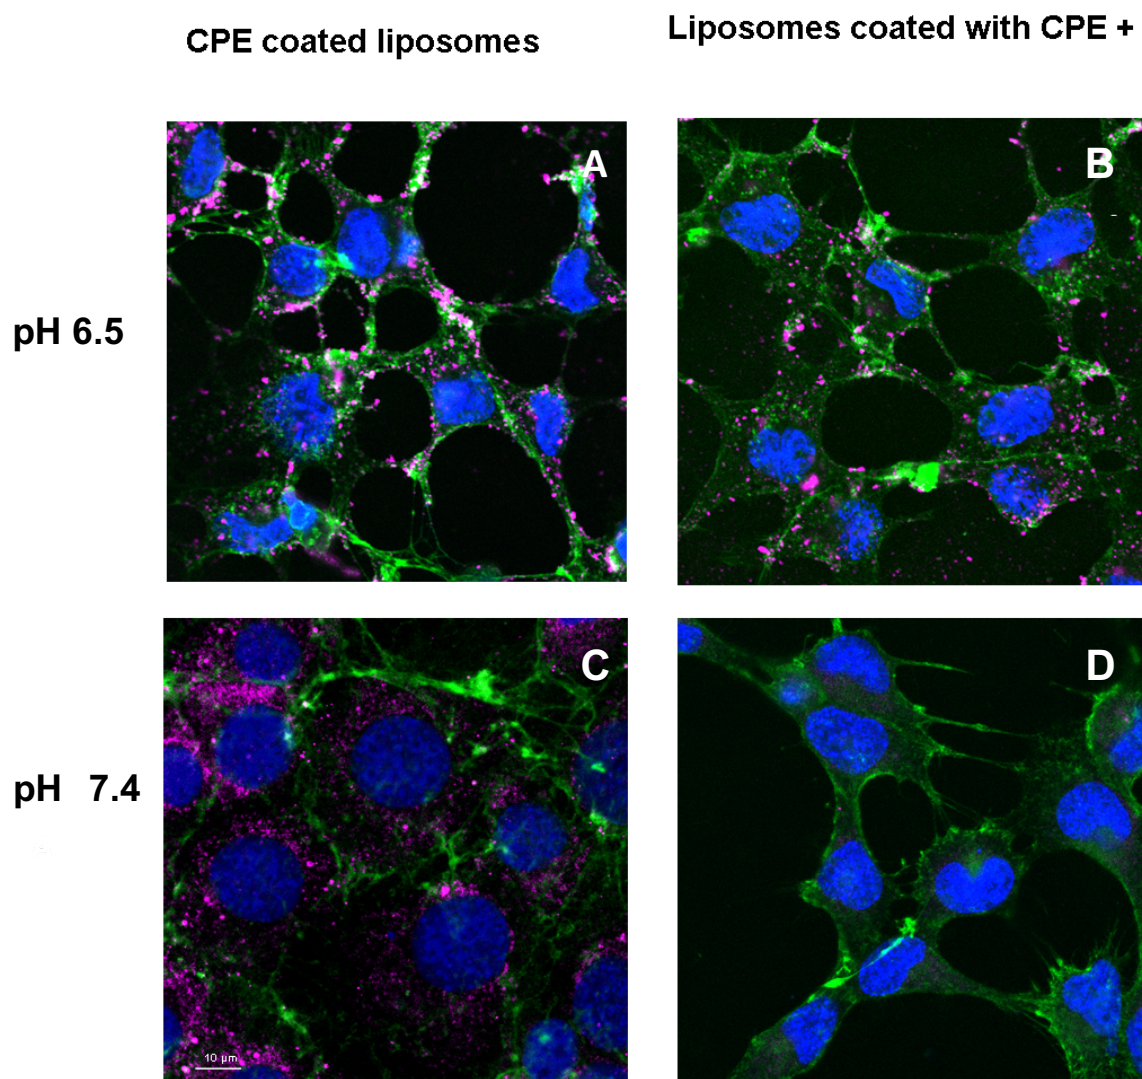 CPE coated liposomes
Liposomes coated with CPE +
A
B
pH 6.5
C
D
pH 7.4
10 µm